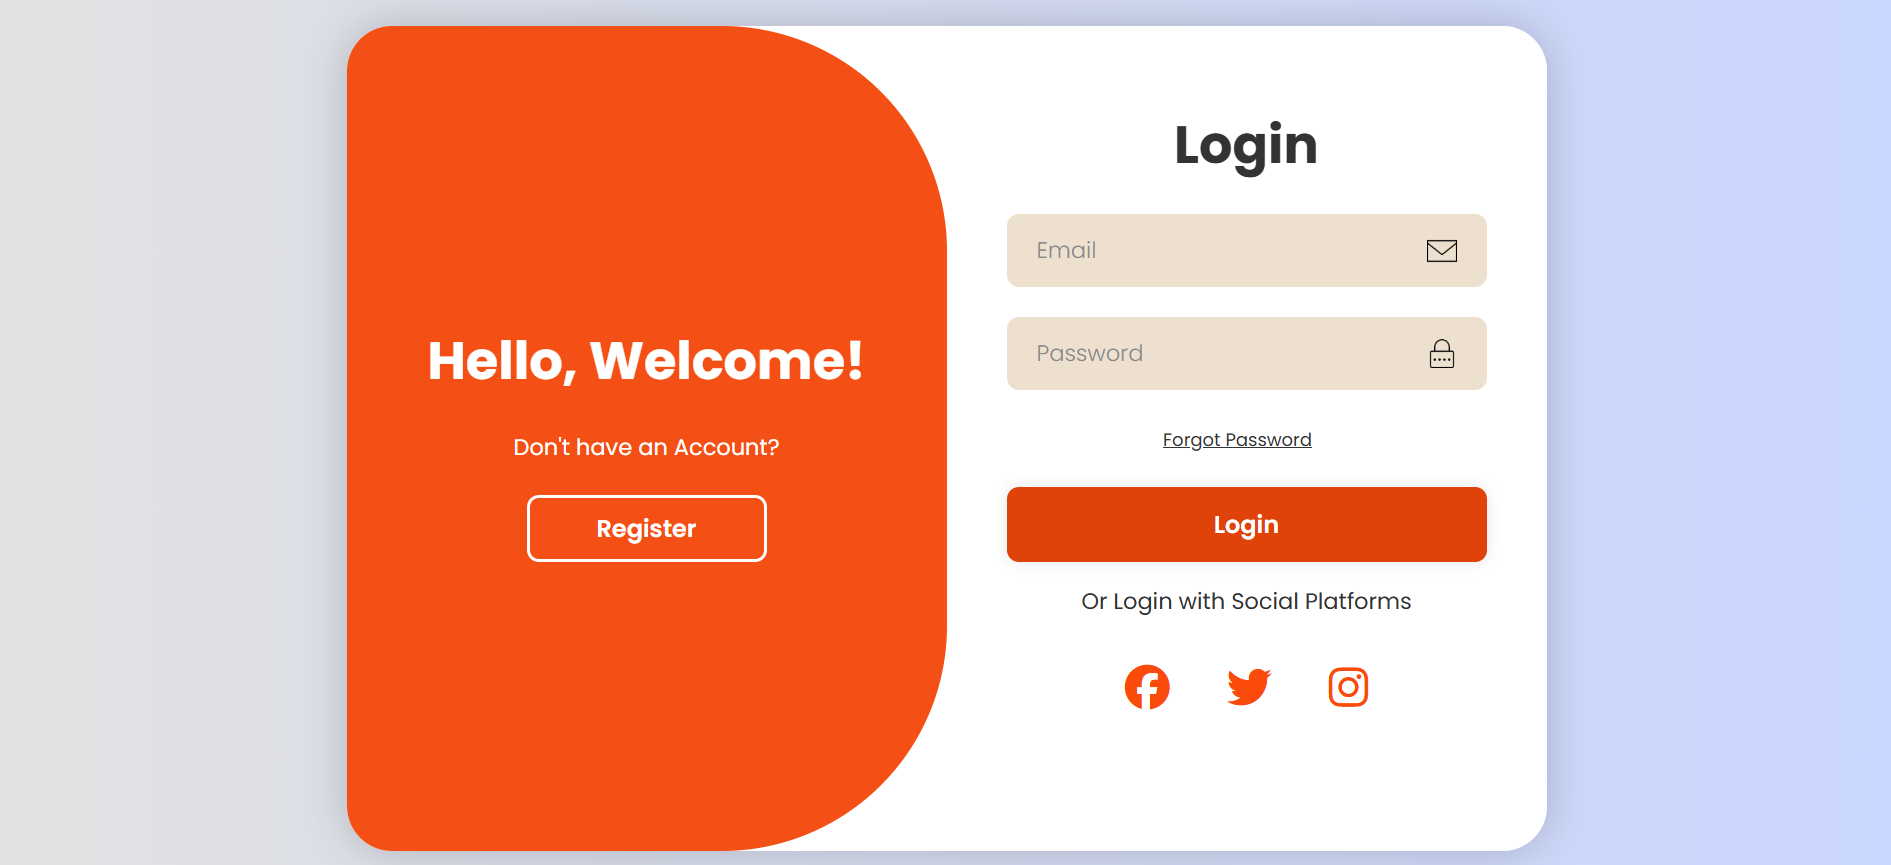 Hello, Welcome!
Don't have an Account?
Register
Login
Email
Password
Forgot Password
Login
Or Login with Social Platforms